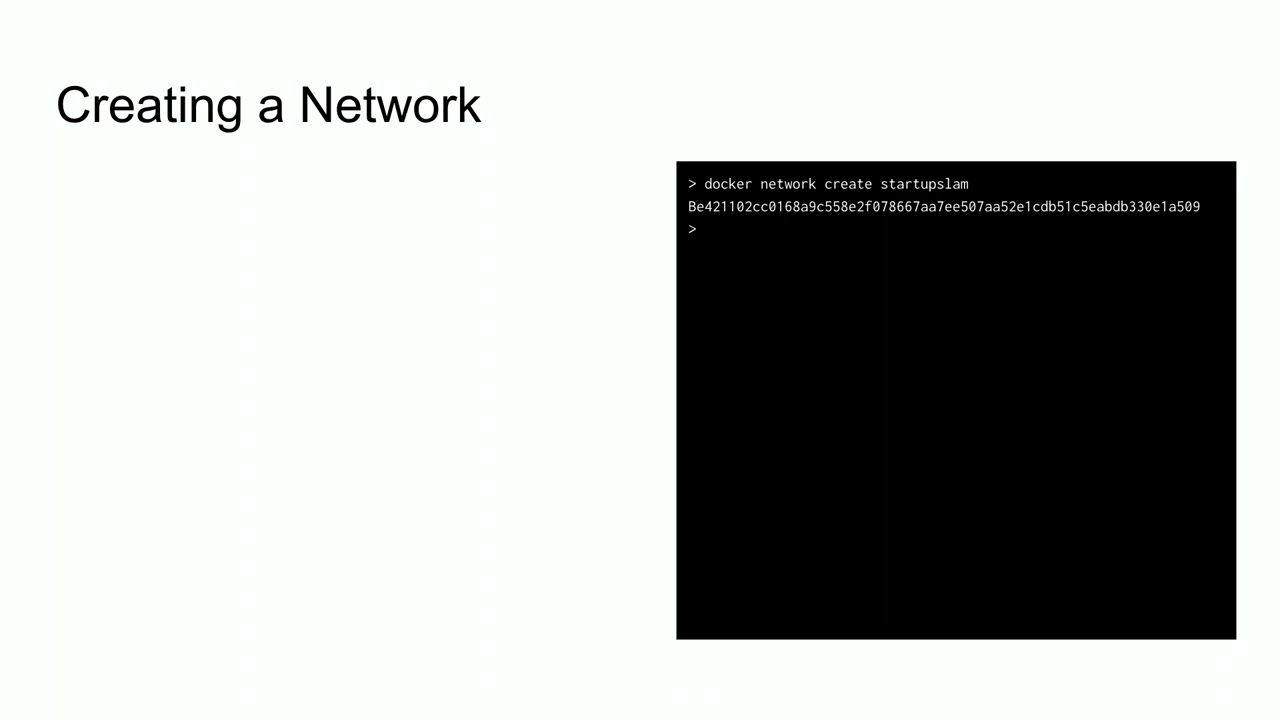 Creating a Network
> docker network create startupslam
Be421102cc0168a9c558e2f078667aa7ee507aa52e1cdb51c5eabdb330e1a509
>